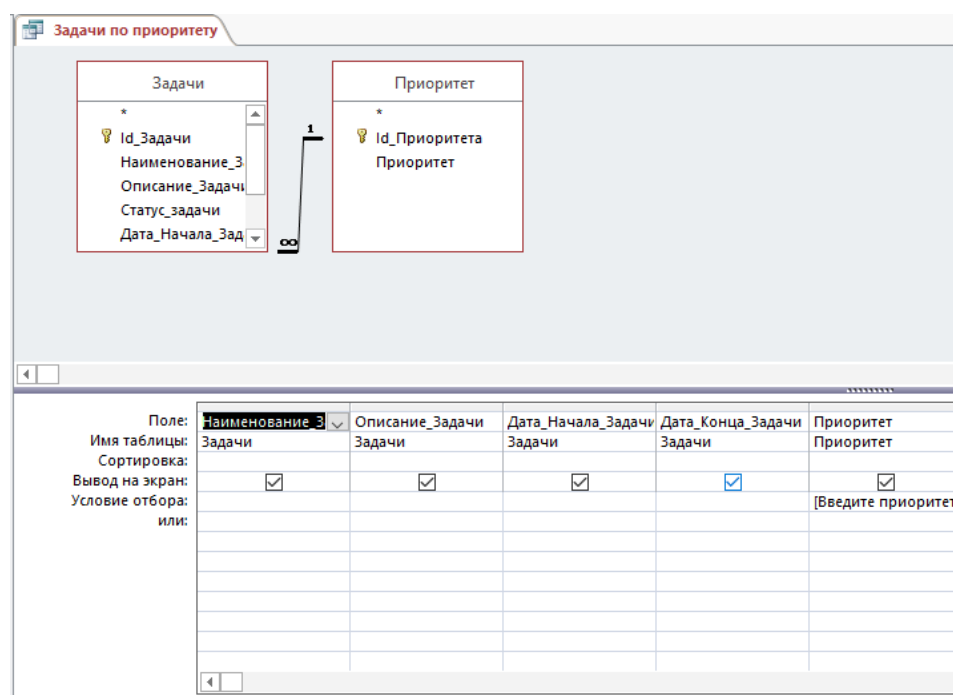 Задачи по приоритету
Задачи
*
Id_Задачи
Наименование_З
Описание_Задачи
Статус_задачи
Дата_Начала_Зад
1
∞
Приоритет
*
Id_Приоритета
Приоритет
Поле: Наименование_З Описание_Задачи Дата_Начала_Задачи Дата_Конца_Задачи Приоритет
Имя таблицы: Задачи Задачи Задачи Задачи Приоритет
Сортировка:
Вывод на экран:
Условие отбора: [Введите приоритет
или: